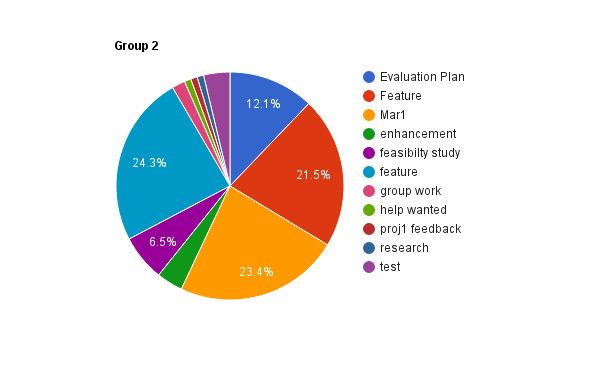 Group 2
12.1%
21.5%
23.4%
6.5%
24.3%
Evaluation Plan
Feature
Mar1
enhancement
feasibilty study
feature
group work
help wanted
proj1 feedback
research
test